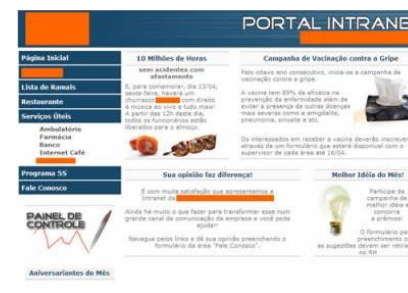 PORTAL INTRANE
Página Inicial
Lista de Ramais
Restaurante
Serviços Úteis
Ambulatório
Farmácia
Banco
Internet Café
Programa 5S
Fale Conosco
PAINEL DE
CONTROLE
Aniversariantes do Mês
10 Milhões de Horas
sem acidentes com
afastamento
E, para comemorar, dia 13/04,
sexta-feira, haverá um
churrasco com direito
à música ao vivo e tudo mais!
A partir das 12h deste dia,
todos os funcionários estão
liberados para o almoço.
Campanha de Vacinação contra a Gripe
Pelo oitavo ano consecutivo, inicia-se a campanha de
vacinação contra a gripe
A vacina tem 89% de eficácia na
prevenção da enfermidade além de
evitar a presença de outras doenças
mais severas como a amigdalite,
pneumonia, sinusite e etc.
Os interessados em receber a vacina deverão inscrever
através de um formulário que estará disponível com o
supervisor de cada área até 16/04.
Sua opinião faz diferença!
É com muita satisfação que apresentamos a
Intranet da
Ainda há muito o que fazer para transformar esse num
grande canal de comunicação da empresa e você pode
ajudar!
Navegue pelos links e dê sua opinião preenchendo o
formulário da área "Fale Conosco".
Melhor Idéia do Mês!
Participe da
campanha de
melhor idéia e
concorra
a prêmios!
O formulário pa
preenchimento o
as sugestões devem ser retira
no RH